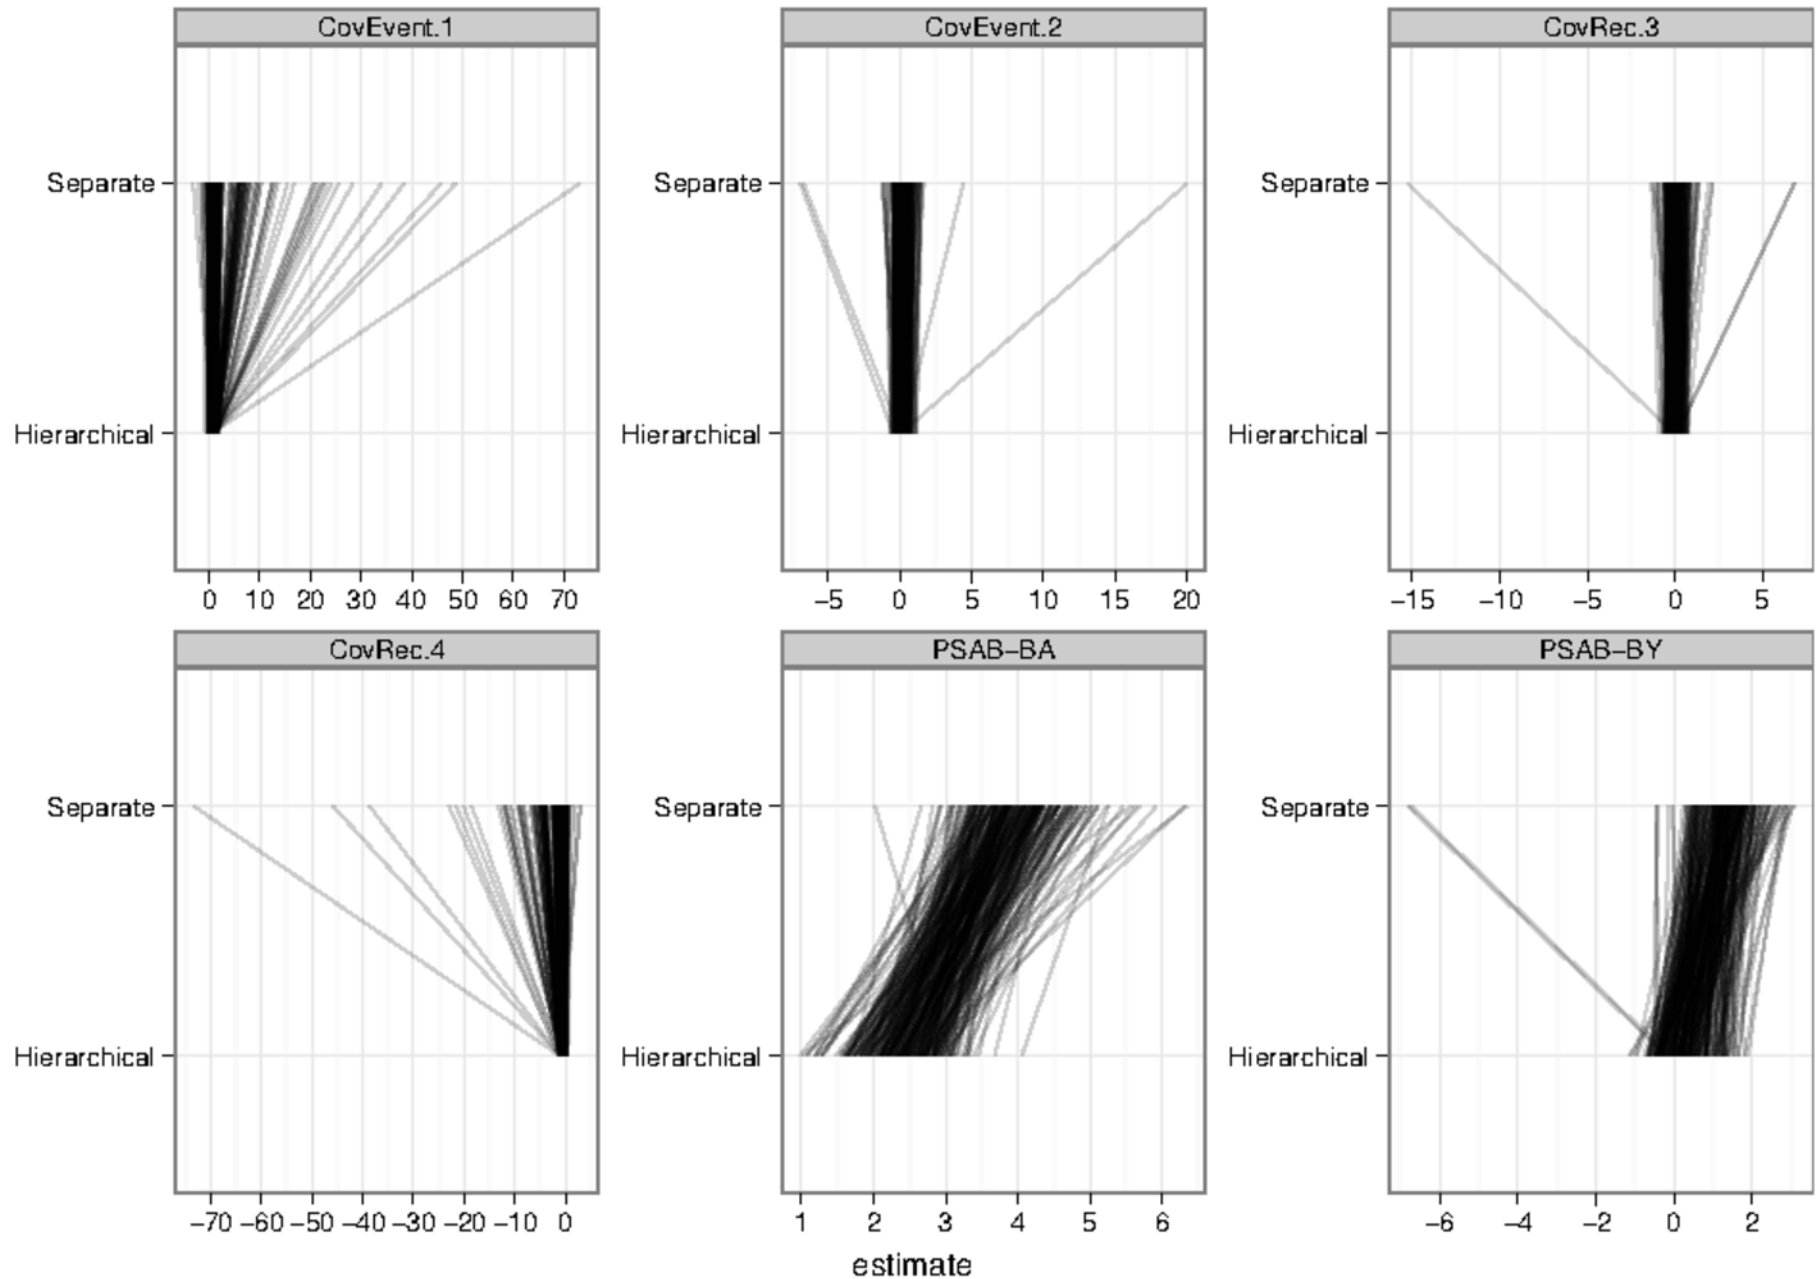 CovEvent.1 CovEvent.2 CovRec.3
Separate Separate Separate
Hierarchical Hierarchical Hierarchical
0 10 20 30 40 50 60 70 −5 0 5 10 15 20 −15 −10 −5 0 5
CovRec.4 PSAB−BA PSAB−BY
Separate Separate Separate
Hierarchical Hierarchical Hierarchical
−70 −60 −50 −40 −30 −20 −10 0 1 2 3 4 5 6 −6 −4 −2 0 2
estimate